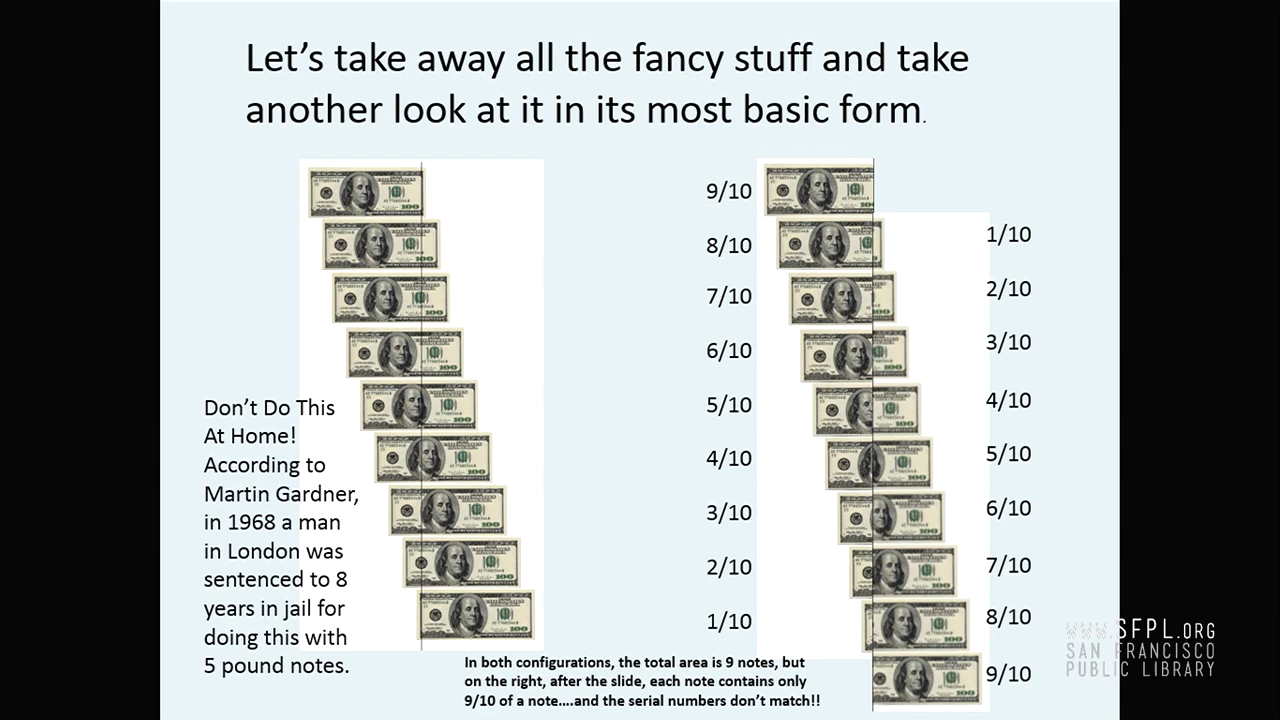 Let’s take away all the fancy stuff and take
another look at it in its most basic form.
9/10
8/10
7/10
6/10
5/10
4/10
3/10
2/10
1/10
1/10
2/10
3/10
4/10
5/10
6/10
7/10
8/10
9/10
Don’t Do This
At Home!
According to
Martin Gardner,
in 1968 a man
in London was
sentenced to 8
years in jail for
doing this with
5 pound notes.
In both configurations, the total area is 9 notes, but
on the right, after the slide, each note contains only
9/10 of a note....and the serial numbers don’t match!!
WWW.SFPL.ORG
SAN FRANCISCO
PUBLIC LIBRARY